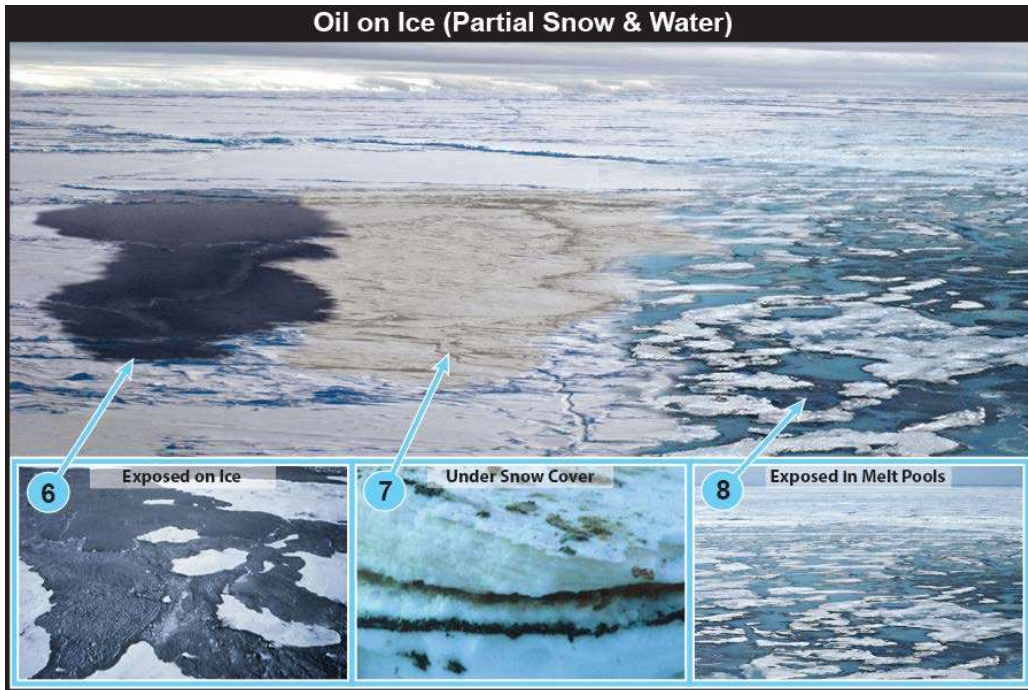 Oil on Ice (Partial Snow & Water)
6
Exposed on Ice
7
Under Snow Cover
8
Exposed in Melt Pools